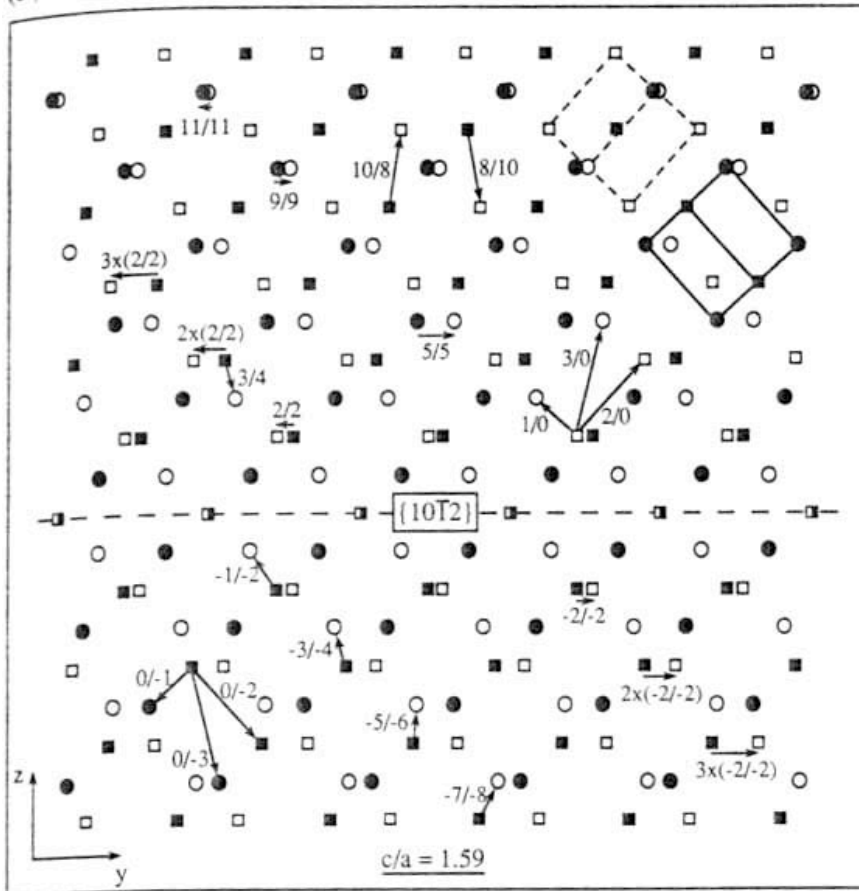 11/11
10/8
8/10
9/9
3x(2/2)
2x(2/2)
5/5
3/4
3/0
2/2
1/0
2/0
{101̄2}
-1/-2
-2/-2
-3/-4
0/-1
0/-2
2x(-2/-2)
-5/-6
0/-3
3x(-2/-2)
z
-7/-8
c/a = 1.59
y